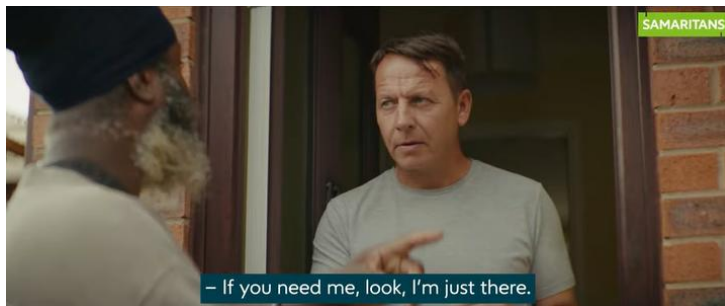 SAMARITANS
– If you need me, look, I'm just there.